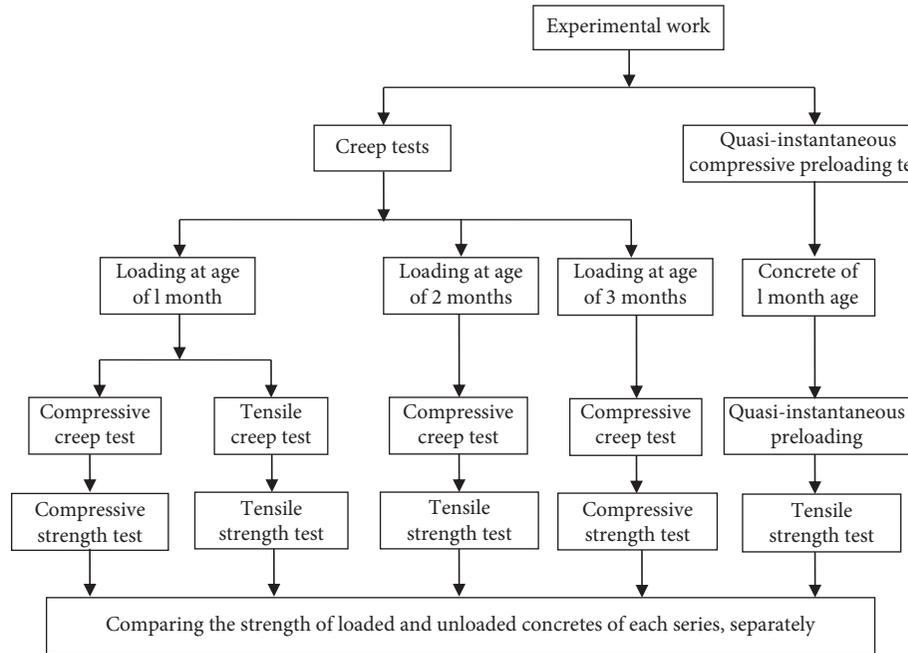 Experimental work
Creep tests
Quasi-instantaneous
compressive preloading te
Loading at age
of 1 month
Loading at age
of 2 months
Loading at age
of 3 months
Concrete of
1 month age
Compressive
creep test
Tensile
creep test
Compressive
creep test
Compressive
creep test
Quasi-instantaneous
preloading
Compressive
strength test
Tensile
strength test
Tensile
strength test
Compressive
strength test
Tensile
strength test
Comparing the strength of loaded and unloaded concretes of each series, separately